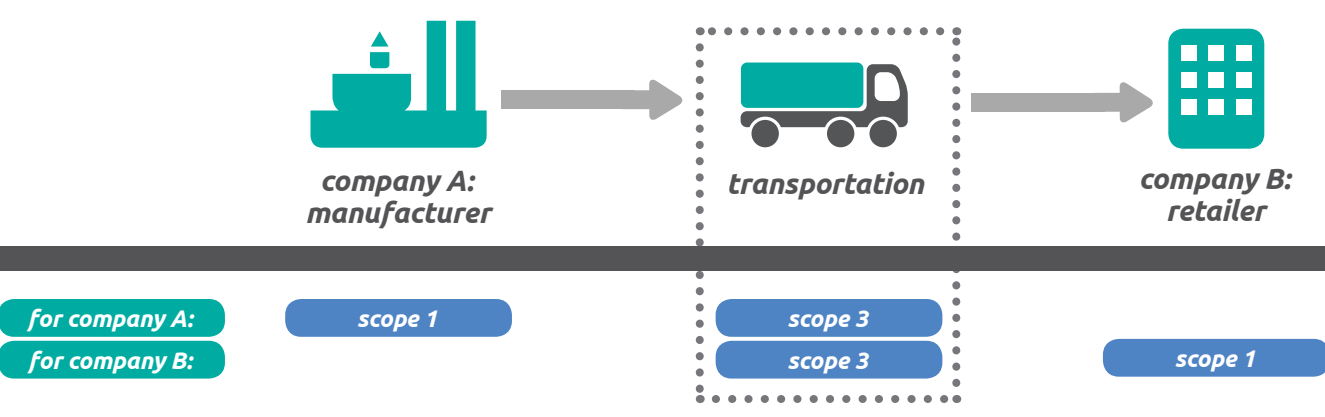 company A:
manufacturer
transportation
company B:
retailer
for company A:
scope 1
scope 3
for company B:
scope 3
scope 1